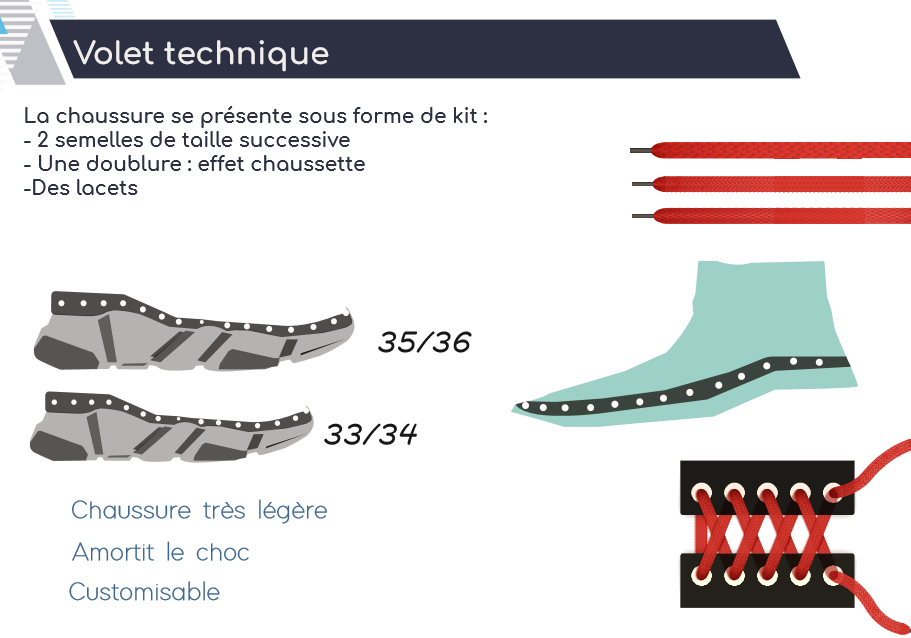 Volet technique
La chaussure se présente sous forme de kit :
- 2 semelles de taille successive
- Une doublure : effet chaussette
-Des lacets
35/36
33/34
Chaussure très légère
Amortit le choc
Customisable